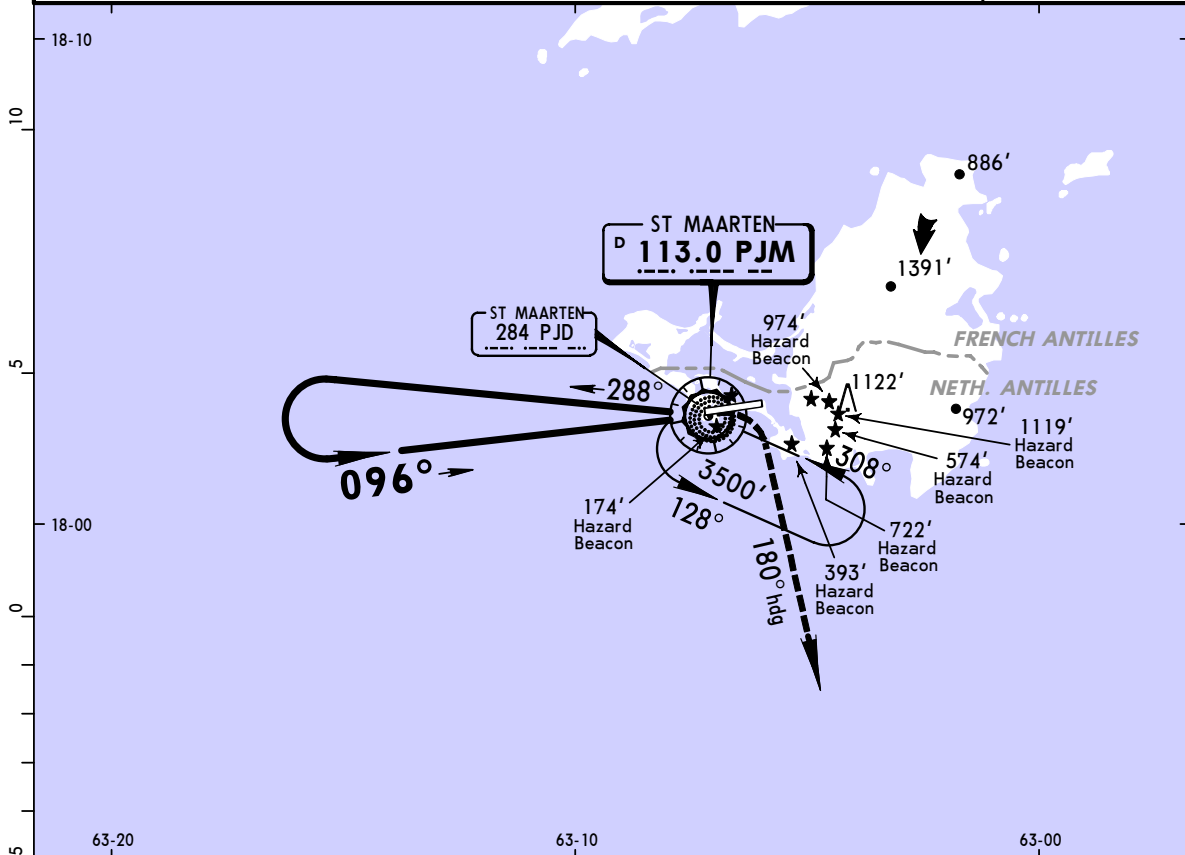 18-10
10
886'
ST MAARTEN
D 113.0 PJM
1391'
ST MAARTEN
284 PJD
974'
Hazard
Beacon
FRENCH ANTILLES
5
288°
1122'
NETH. ANTILLES
972'
1119'
Hazard
Beacon
096°
3500'
308°
574'
Hazard
Beacon
128°
174'
Hazard
Beacon
18-00
722'
Hazard
Beacon
180° hdg
393'
Hazard
Beacon
0
5
63-20
63-10
63-00